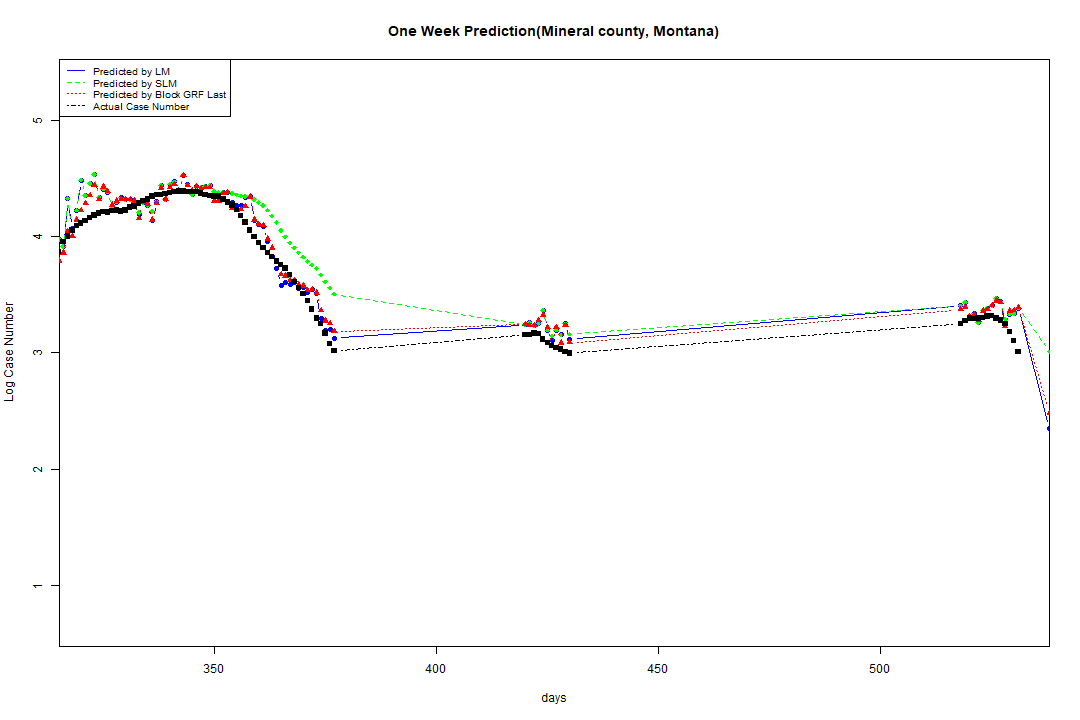 One Week Prediction(Mineral county, Montana)
Predicted by LM
Predicted by SLM
Predicted by Block GRF Last
Actual Case Number
5
4
3
2
1
Log Case Number
350 400 450 500
days